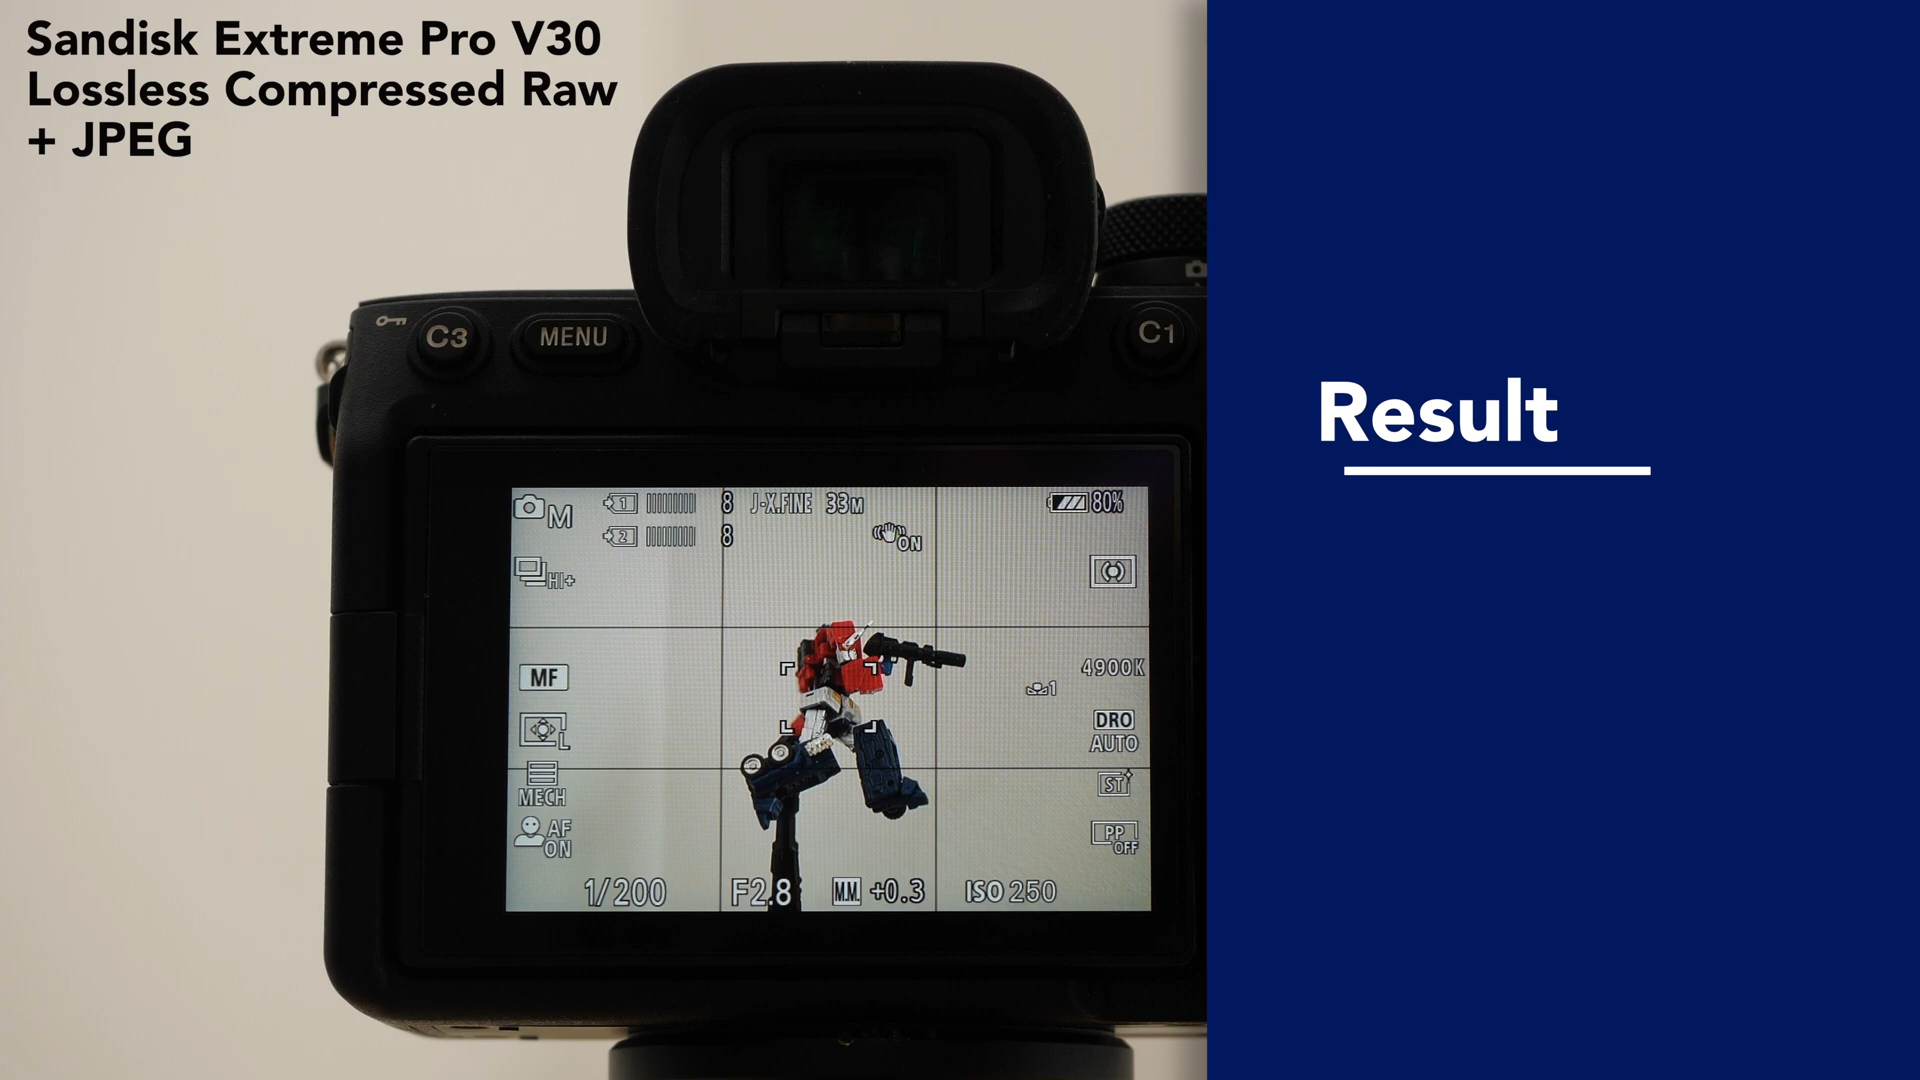 Sandisk Extreme Pro V30
Lossless Compressed Raw
+ JPEG
C3
MENU
C1
M
1
8
J-X.FINE
33M
80%
2
8
ON
HI+
MF
4900K
1
L
DRO
AUTO
MECH
ST
AF
ON
PP
OFF
1/200
F2.8
M.M.
+0.3
ISO 250
Result